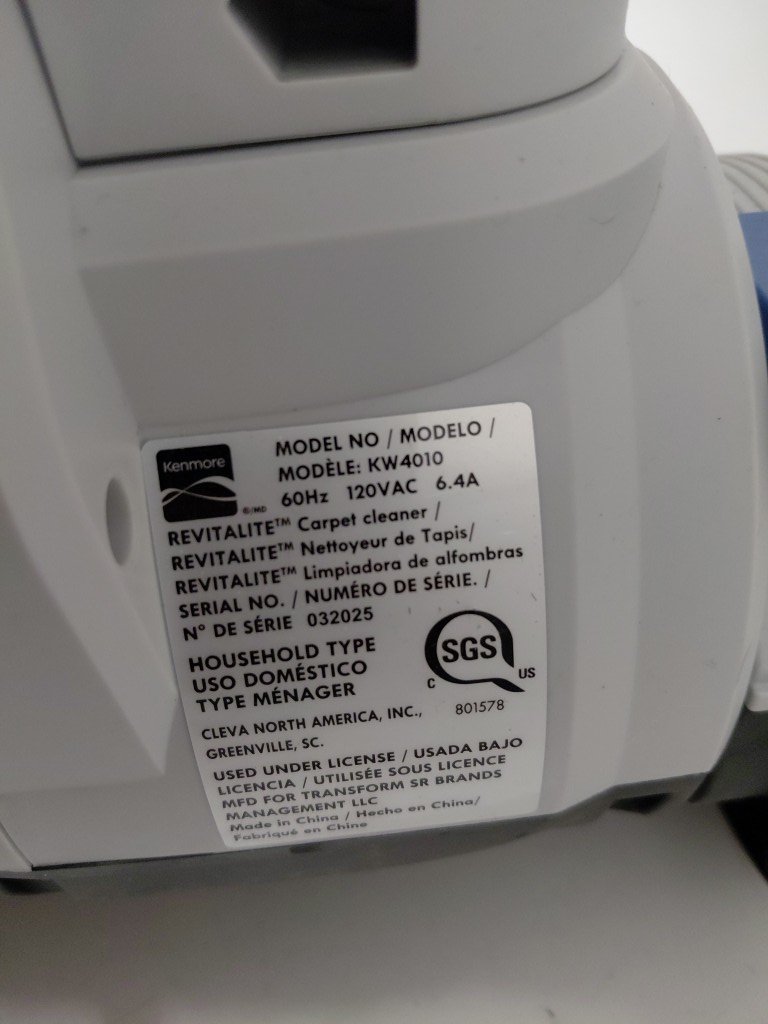 Kenmore
®/MD
MODEL NO / MODELO /
MODÈLE: KW4010
60Hz 120VAC 6.4A
REVITALITE™ Carpet cleaner /
REVITALITE™ Nettoyeur de Tapis/
REVITALITE™ Limpiadora de alfombras
SERIAL NO. / NUMÉRO DE SÉRIE. /
N° DE SÉRIE 032025
HOUSEHOLD TYPE
USO DOMÉSTICO
TYPE MÉNAGER
SGS
C US
801578
CLEVA NORTH AMERICA, INC.,
GREENVILLE, SC.
USED UNDER LICENSE / USADA BAJO
LICENCIA / UTILISÉE SOUS LICENCE
MFD FOR TRANSFORM SR BRANDS
MANAGEMENT LLC
Made in China / Hecho en China/
Fabriqué en Chine